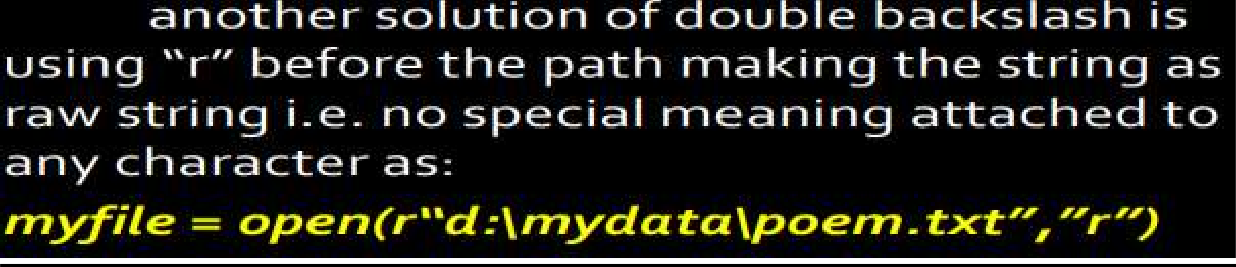 another solution of double backslash is
using “r” before the path making the string as
raw string i.e. no special meaning attached to
any character as:
myfile = open(r“d:\mydata\poem.txt”,”r”)